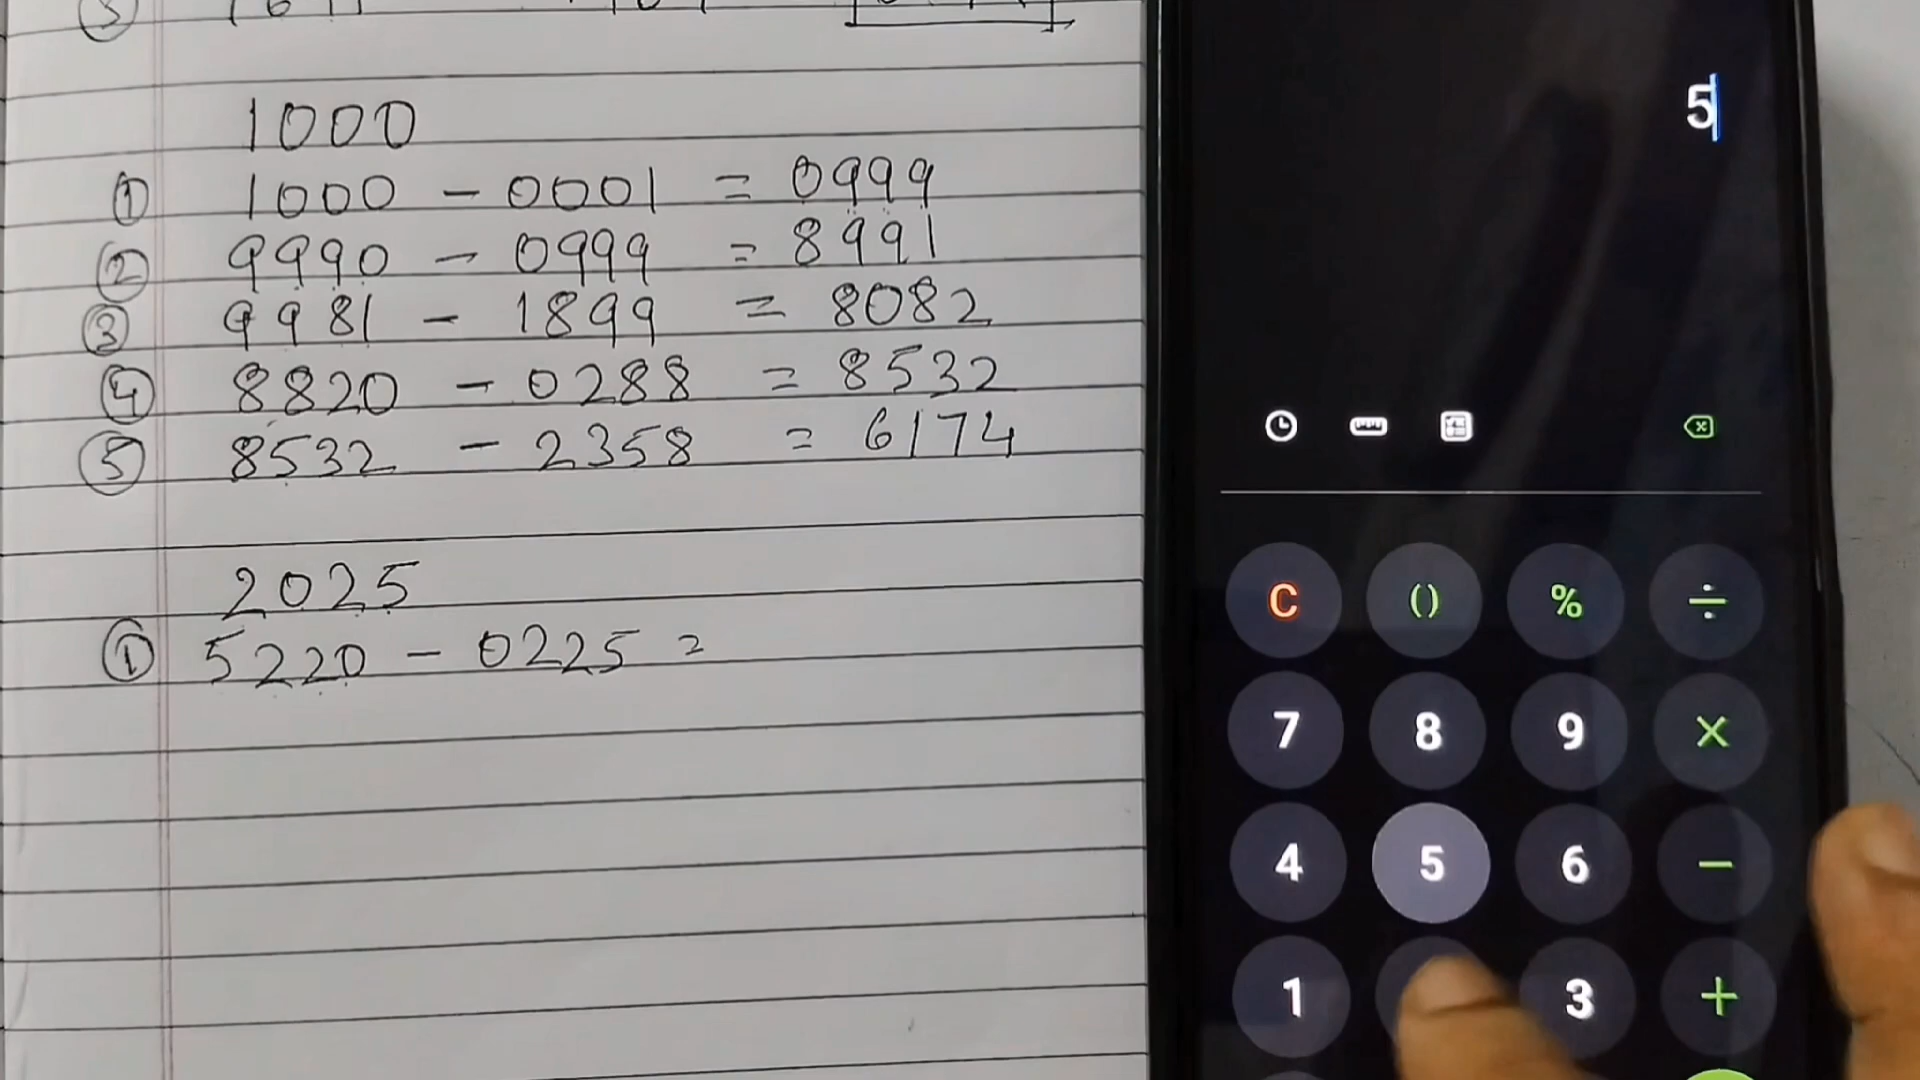 1000
① 1000 - 0001 = 0999
② 9990 - 0999 = 8991
③ 9981 - 1899 = 8082
④ 8820 - 0288 = 8532
⑤ 8532 - 2358 = 6174
2025
① 5220 - 0225 =
5
C () % ÷
7 8 9 ×
4 5 6 −
1 3 +